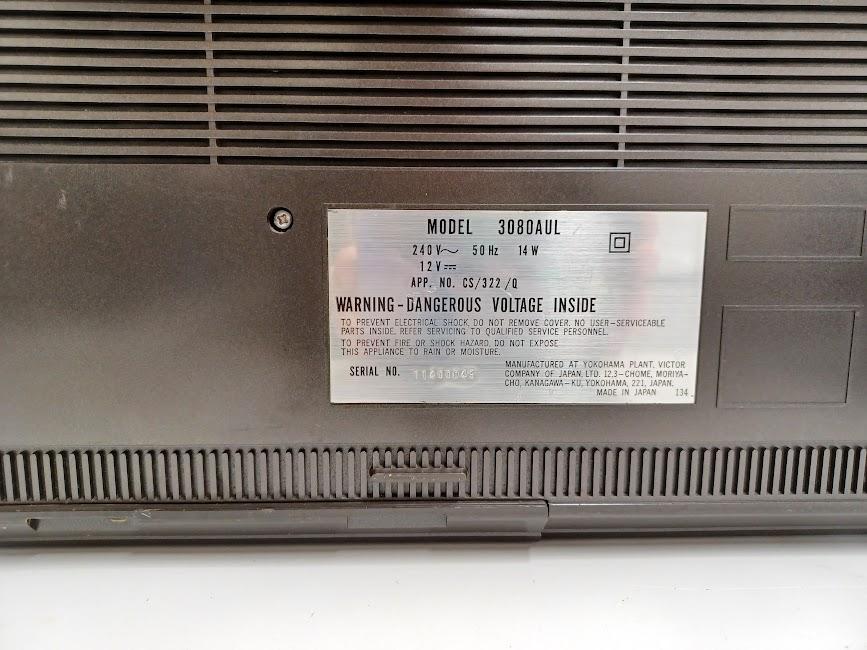 MODEL 3080AUL
240V~ 50Hz 14W
12V⎓
APP. NO. CS/322/Q
WARNING-DANGEROUS VOLTAGE INSIDE
TO PREVENT ELECTRICAL SHOCK, DO NOT REMOVE COVER. NO USER-SERVICEABLE
PARTS INSIDE. REFER SERVICING TO QUALIFIED SERVICE PERSONNEL.
TO PREVENT FIRE OR SHOCK HAZARD, DO NOT EXPOSE
THIS APPLIANCE TO RAIN OR MOISTURE.
SERIAL NO.
MANUFACTURED AT YOKOHAMA PLANT, VICTOR
COMPANY OF JAPAN, LTD. 12,3-CHOME, MORIYA-
CHO, KANAGAWA-KU, YOKOHAMA, 221, JAPAN.
MADE IN JAPAN 134